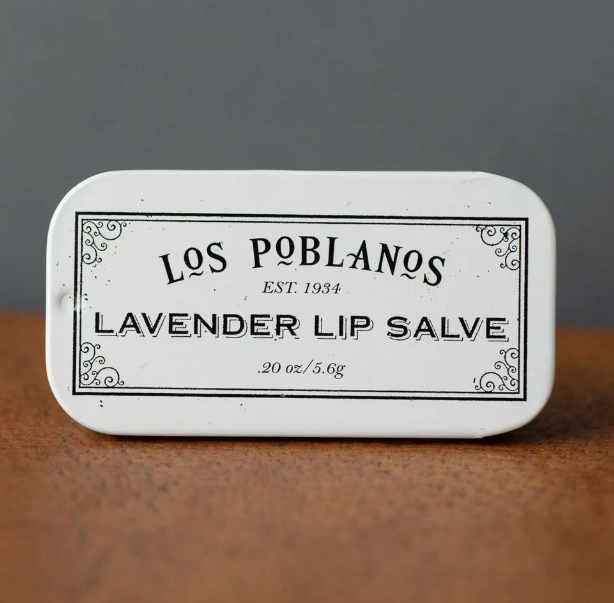 LOS POBLANOS
EST. 1934
LAVENDER LIP SALVE
.20 oz/5.6g